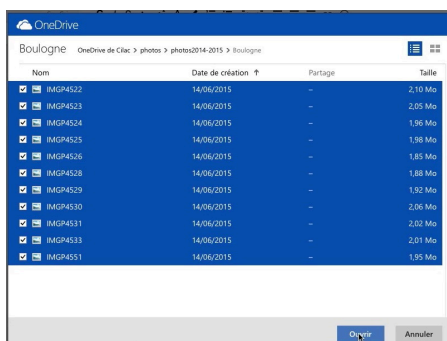 OneDrive
Boulogne OneDrive de Cilac > photos > photos2014-2015 > Boulogne
Nom Date de création ↑ Partage Taille
IMGP4522 14/06/2015 – 2,10 Mo
IMGP4523 14/06/2015 – 2,05 Mo
IMGP4524 14/06/2015 – 1,96 Mo
IMGP4525 14/06/2015 – 1,98 Mo
IMGP4526 14/06/2015 – 1,85 Mo
IMGP4528 14/06/2015 – 1,88 Mo
IMGP4529 14/06/2015 – 1,92 Mo
IMGP4530 14/06/2015 – 2,06 Mo
IMGP4531 14/06/2015 – 2,02 Mo
IMGP4533 14/06/2015 – 2,01 Mo
IMGP4551 14/06/2015 – 1,95 Mo
Ouvrir Annuler